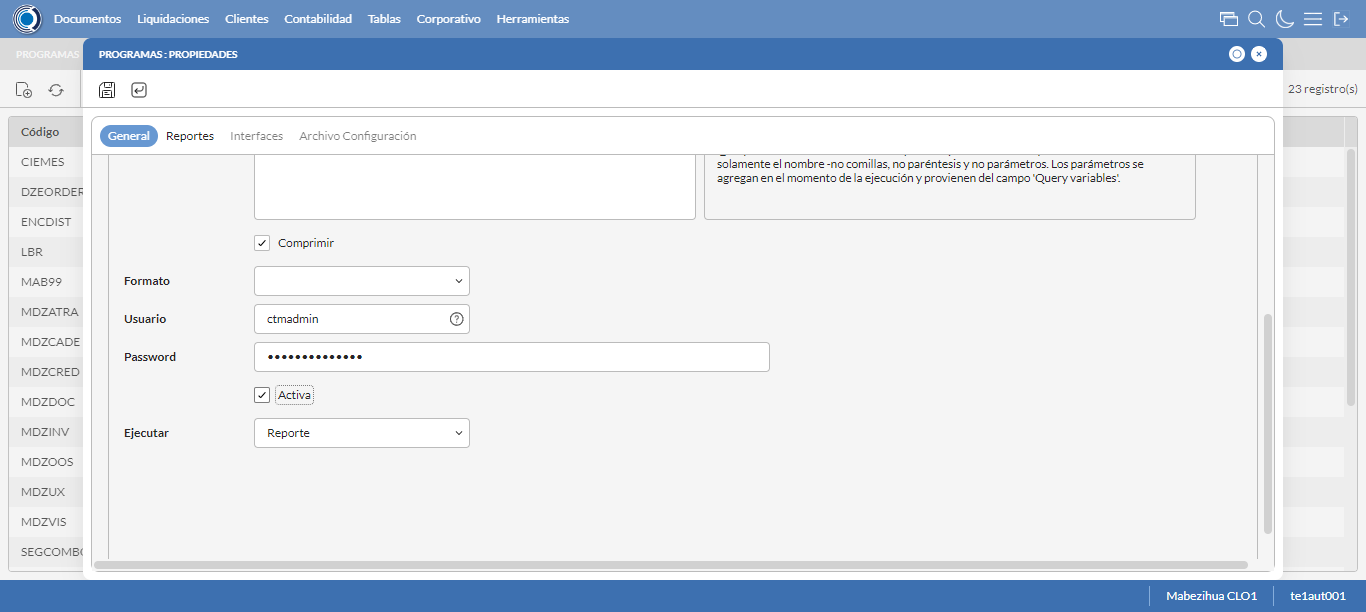 Documentos Liquidaciones Clientes Contabilidad Tablas Corporativo Herramientas
PROGRAMAS
PROGRAMAS : PROPIEDADES
23 registro(s)
General Reportes Interfaces Archivo Configuración
Código
CIEMES
DZEORDER
ENCDIST
LBR
MAB99
MDZATRA
MDZCADE
MDZCRED
MDZDOC
MDZINV
MDZOOS
MDZUX
MDZVIS
SEGCOMBO
solamente el nombre -no comillas, no paréntesis y no parámetros. Los parámetros se
agregan en el momento de la ejecución y provienen del campo 'Query variables'.
Comprimir
Formato
Usuario ctmadmin
Password ••••••••••••••
Activa
Ejecutar Reporte
Mabezihua CLO1 te1aut001